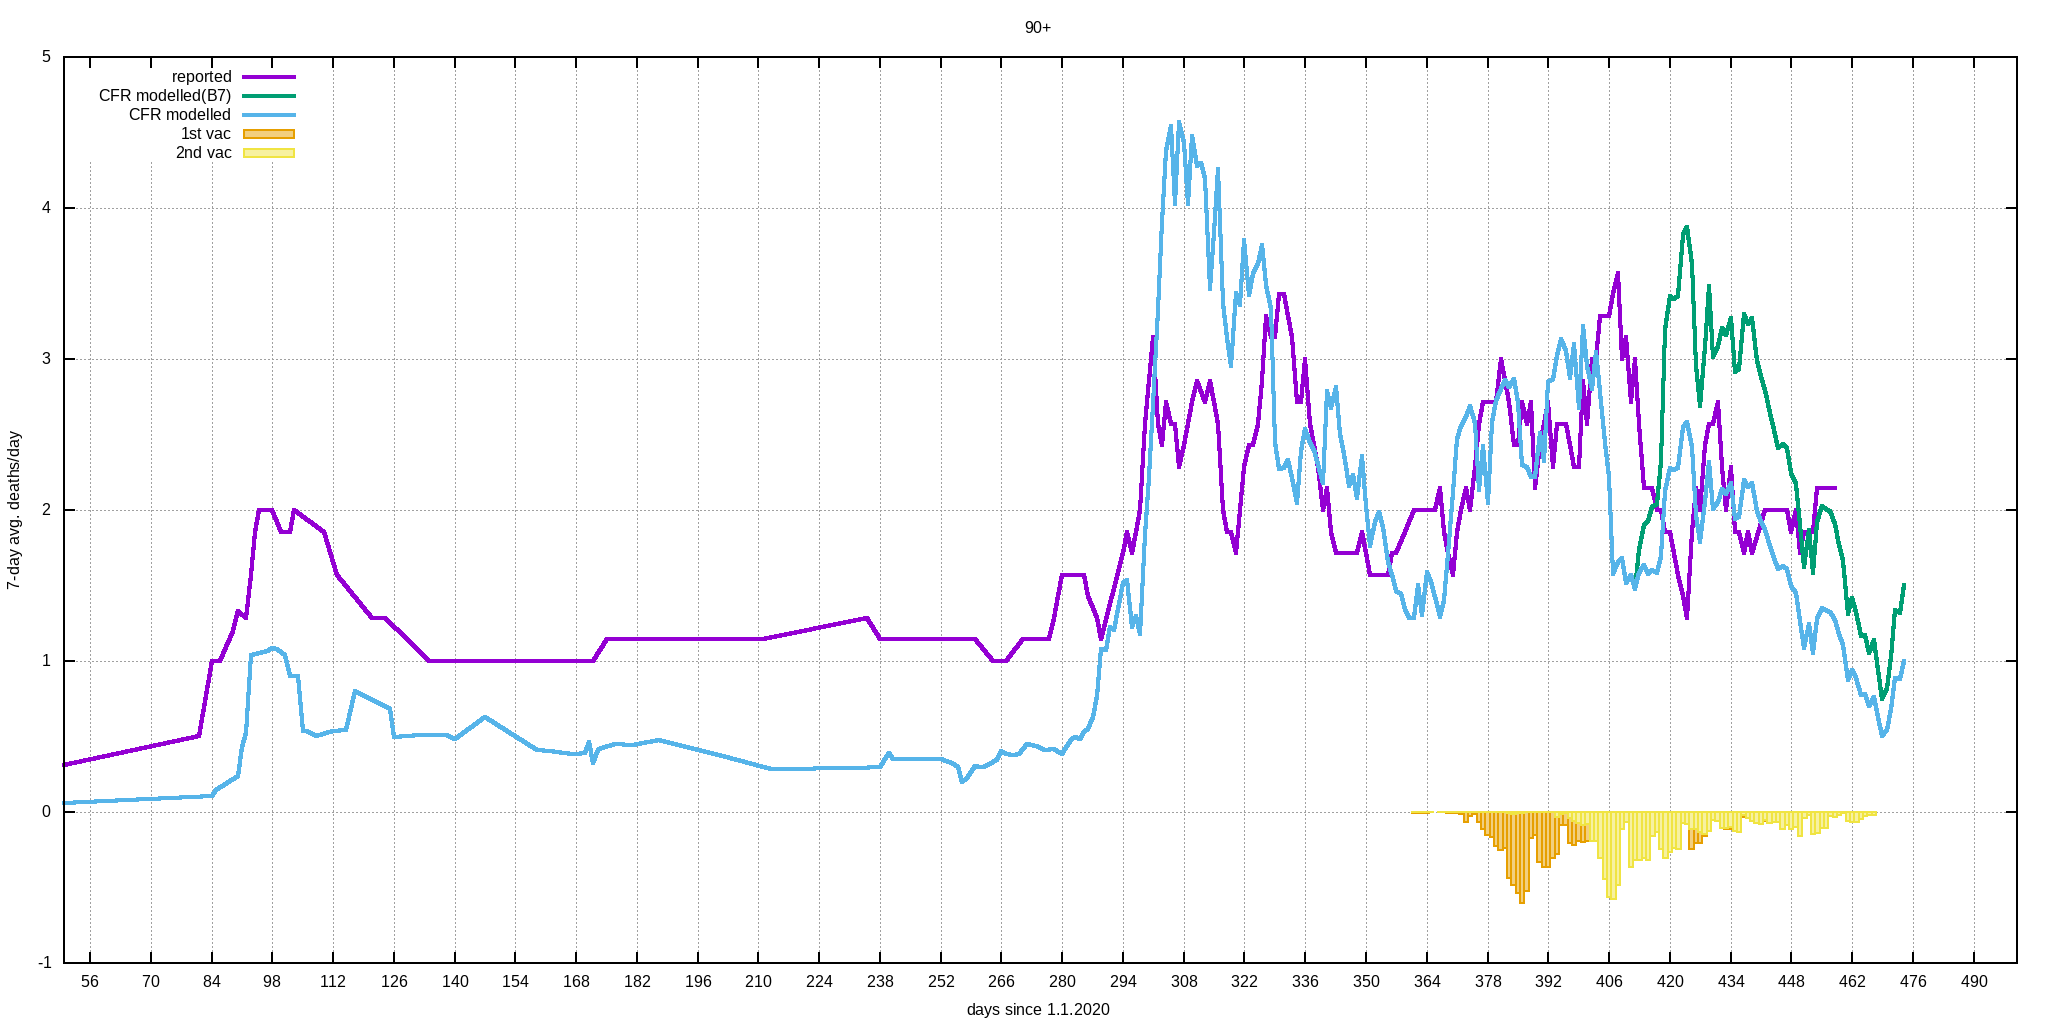 90+
reported
CFR modelled(B7)
CFR modelled
1st vac
2nd vac
7-day avg. deaths/day
5
4
3
2
1
0
-1
56 70 84 98 112 126 140 154 168 182 196 210 224 238 252 266 280 294 308 322 336 350 364 378 392 406 420 434 448 462 476 490
days since 1.1.2020